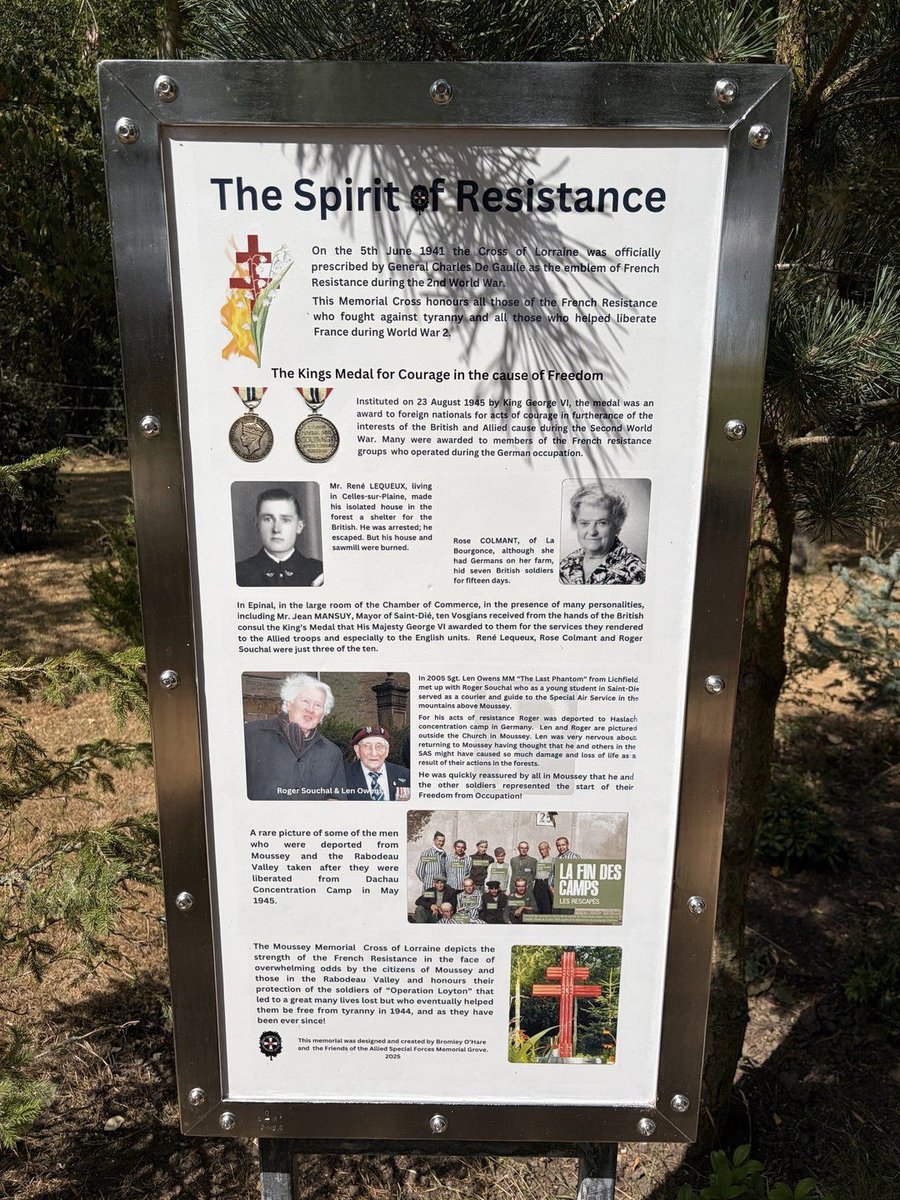 The Spirit of Resistance
On the 5th June 1941 the Cross of Lorraine was officially
prescribed by General Charles De Gaulle as the emblem of French
Resistance during the 2nd World War.
This Memorial Cross honours all those of the French Resistance
who fought against tyranny and all those who helped liberate
France during World War 2.
The Kings Medal for Courage in the cause of Freedom
Instituted on 23 August 1945 by King George VI, the medal was an
award to foreign nationals for acts of courage in furtherance of the
interests of the British and Allied cause during the Second World
War. Many were awarded to members of the French resistance
groups who operated during the German occupation.
Mr. René LEQUEUX, living
in Celles-sur-Plaine, made
his isolated house in the
forest a shelter for the
British. He was arrested; he
escaped. But his house and
sawmill were burned.
Rose COLMANT, of La
Bourgonce, although she
had Germans on her farm,
hid seven British soldiers
for fifteen days.
In Epinal, in the large room of the Chamber of Commerce, in the presence of many personalities,
including Mr. Jean MANSUY, Mayor of Saint-Dié, ten Vosgians received from the hands of the British
consul the King's Medal that His Majesty George VI awarded to them for the services they rendered
to the Allied troops and especially to the English units. René Lequeux, Rose Colmant and Roger
Souchal were just three of the ten.
In 2005 Sgt. Len Owens MM "The Last Phantom" from Lichfield
met up with Roger Souchal who as a young student in Saint-Die
served as a courier and guide to the Special Air Service in the
mountains above Moussey.
For his acts of resistance Roger was deported to Haslach
concentration camp in Germany. Len and Roger are pictured
outside the Church in Moussey. Len was very nervous about
returning to Moussey having thought that he and others in the
SAS might have caused so much damage and loss of life as a
result of their actions in the forests.
He was quickly reassured by all in Moussey that he and
the other soldiers represented the start of their
Freedom from Occupation!
Roger Souchal & Len Owens
A rare picture of some of the men
who were deported from
Moussey and the Rabodeau
Valley taken after they were
liberated from Dachau
Concentration Camp in May
1945.
LA FIN DES
CAMPS
LES RESCAPÉS
The Moussey Memorial Cross of Lorraine depicts the
strength of the French Resistance in the face of
overwhelming odds by the citizens of Moussey and
those in the Rabodeau Valley and honours their
protection of the soldiers of "Operation Loyton" that
led to a great many lives lost but who eventually helped
them be free from tyranny in 1944, and as they have
been ever since!
This memorial was designed and created by Bromley O'Hare
and the Friends of the Allied Special Forces Memorial Grove.
2025